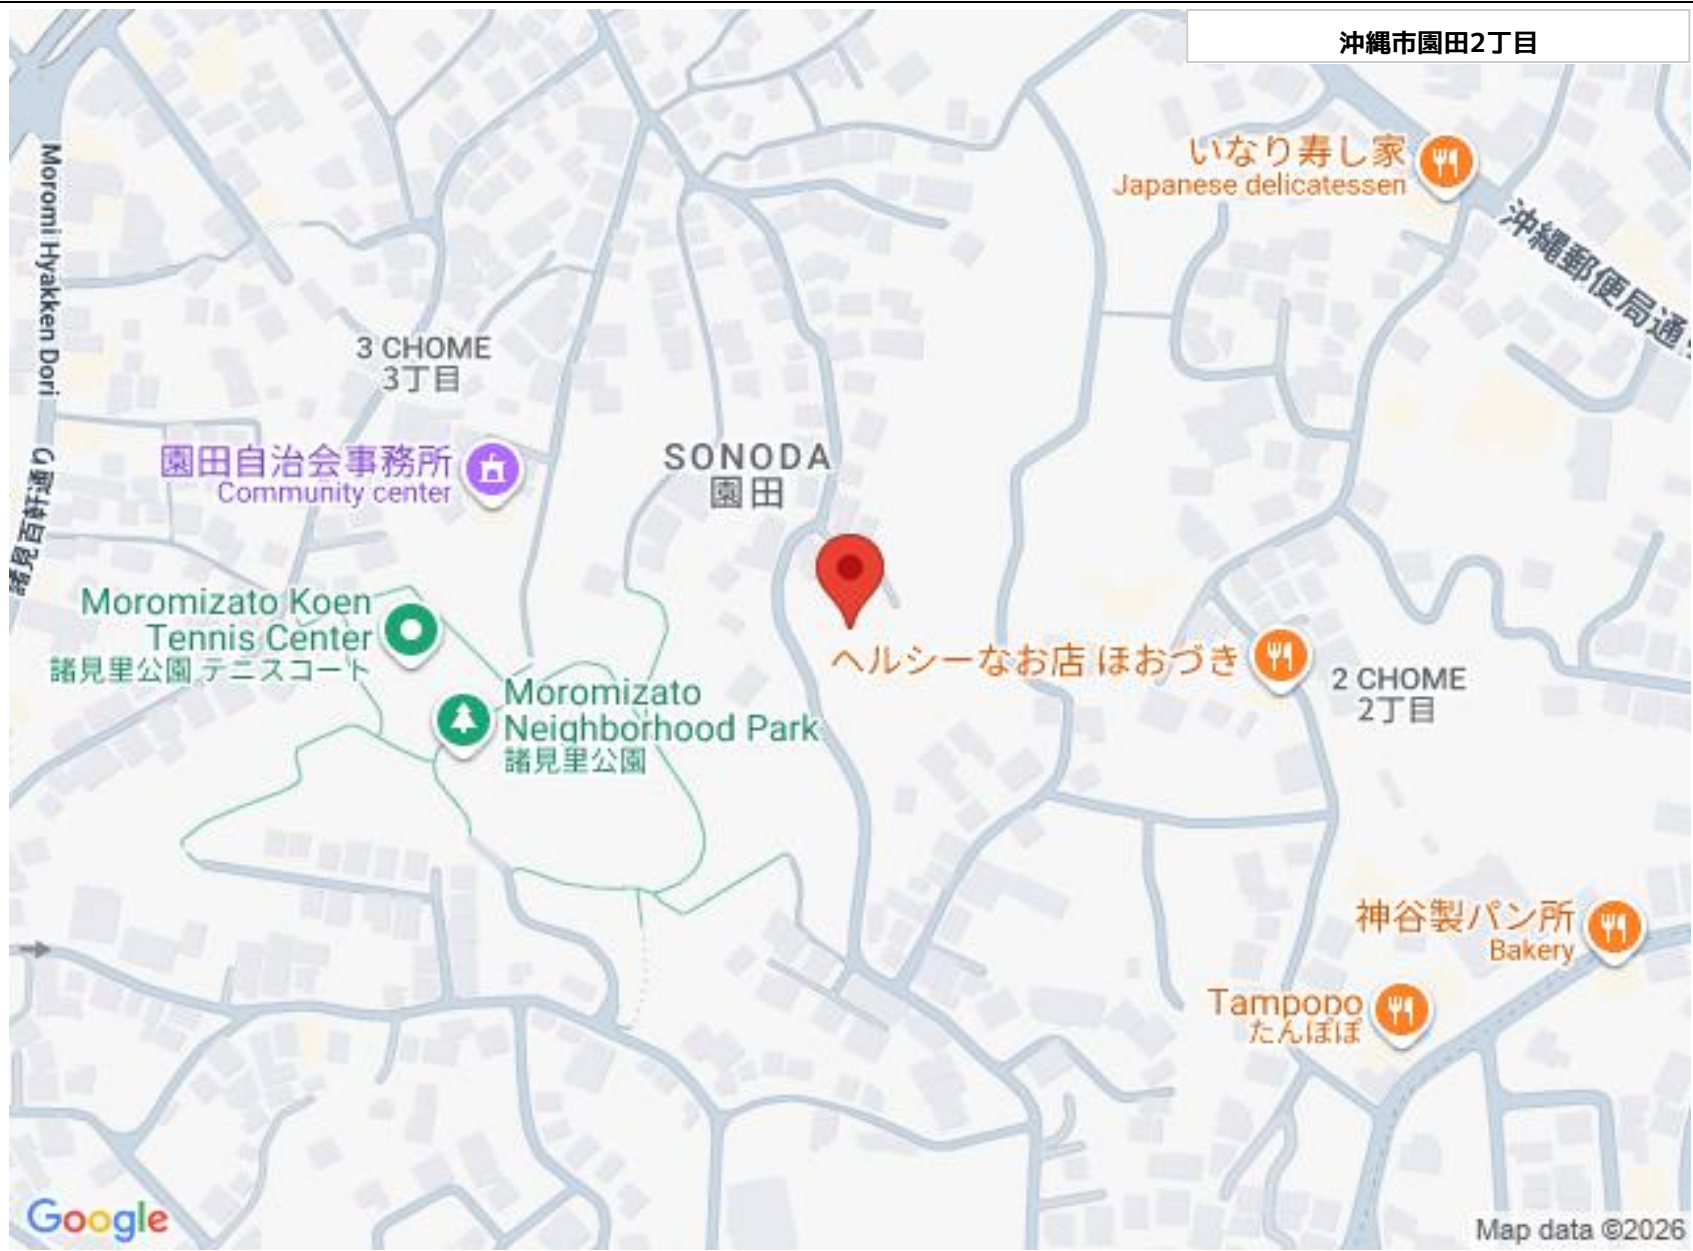 沖縄市園田2丁目
いなり寿し家
Japanese delicatessen
沖縄郵便局通り
Moromi Hyakken Dori
諸見百軒通り
3 CHOME
3丁目
園田自治会事務所
Community center
SONODA
園田
Moromizato Koen
Tennis Center
諸見里公園 テニスコート
Moromizato
Neighborhood Park
諸見里公園
ヘルシーなお店 ほおづき
2 CHOME
2丁目
神谷製パン所
Bakery
Tampopo
たんぽぽ
Google
Map data ©2026